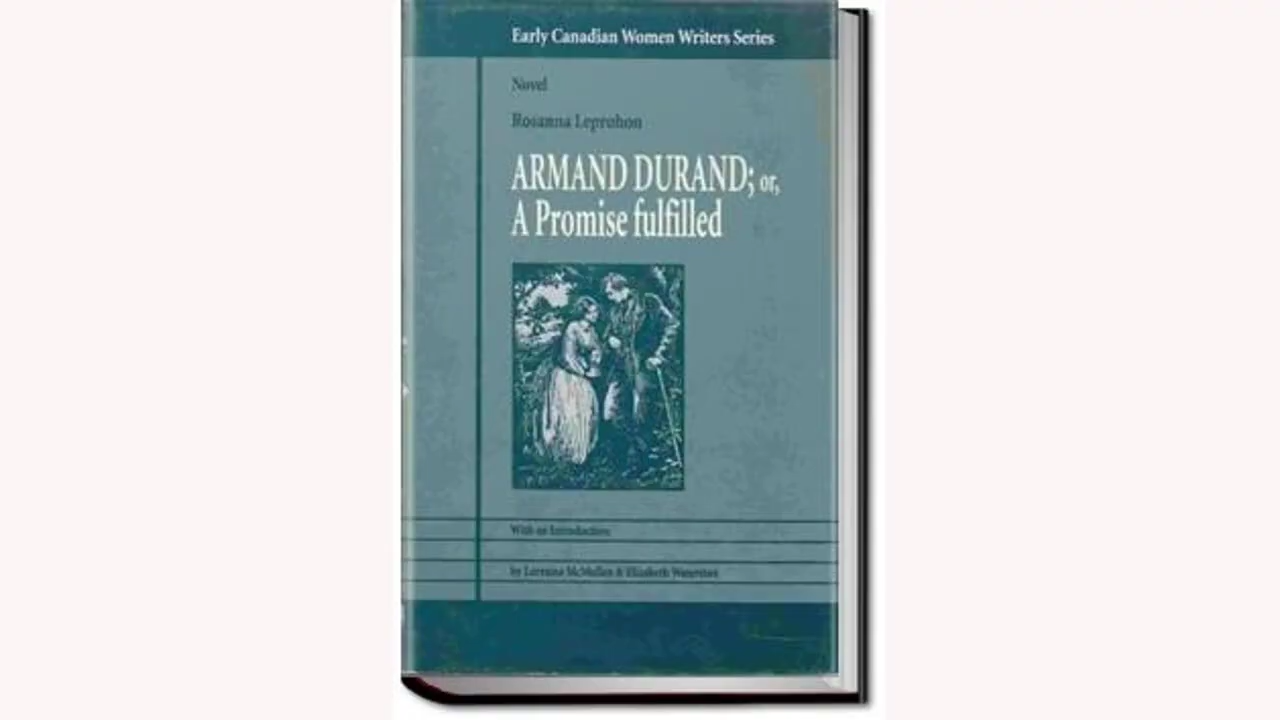 Early Canadian Women Writers Series
Novel
Rosanna Leprohon
ARMAND DURAND; or,
A Promise fulfilled
With an Introduction
by Lorraine McMullen & Elizabeth Waterston